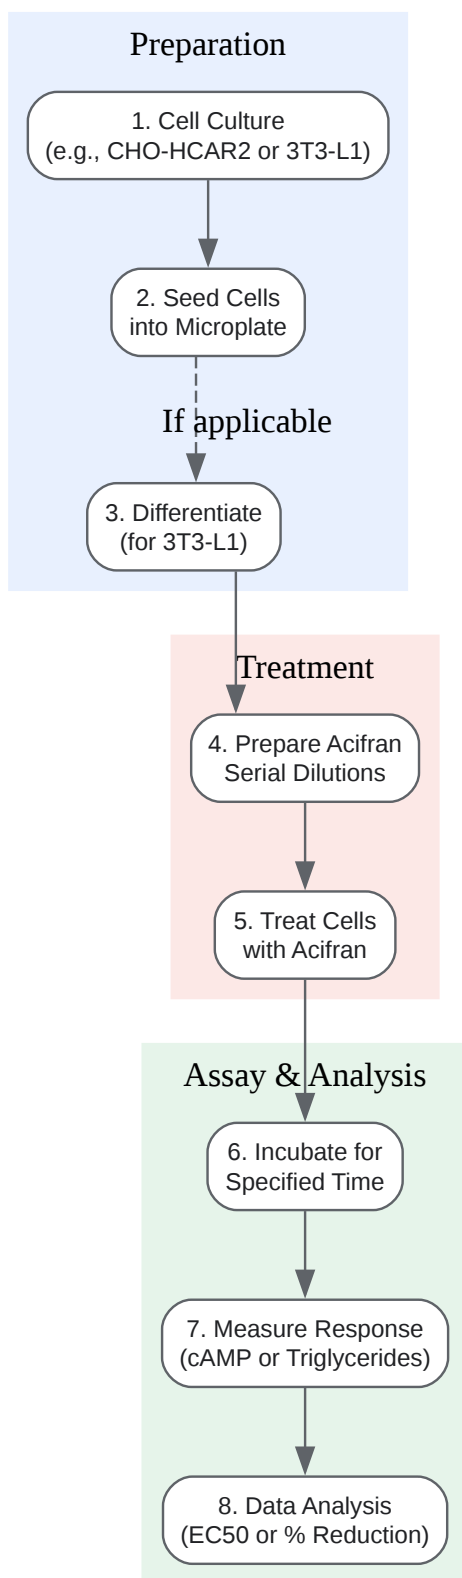 Preparation
1. Cell Culture
(e.g., CHO-HCAR2 or 3T3-L1)
2. Seed Cells
into Microplate
If applicable
3. Differentiate
(for 3T3-L1)
Treatment
4. Prepare Acifran
Serial Dilutions
5. Treat Cells
with Acifran
Assay & Analysis
6. Incubate for
Specified Time
7. Measure Response
(cAMP or Triglycerides)
8. Data Analysis
(EC50 or % Reduction)